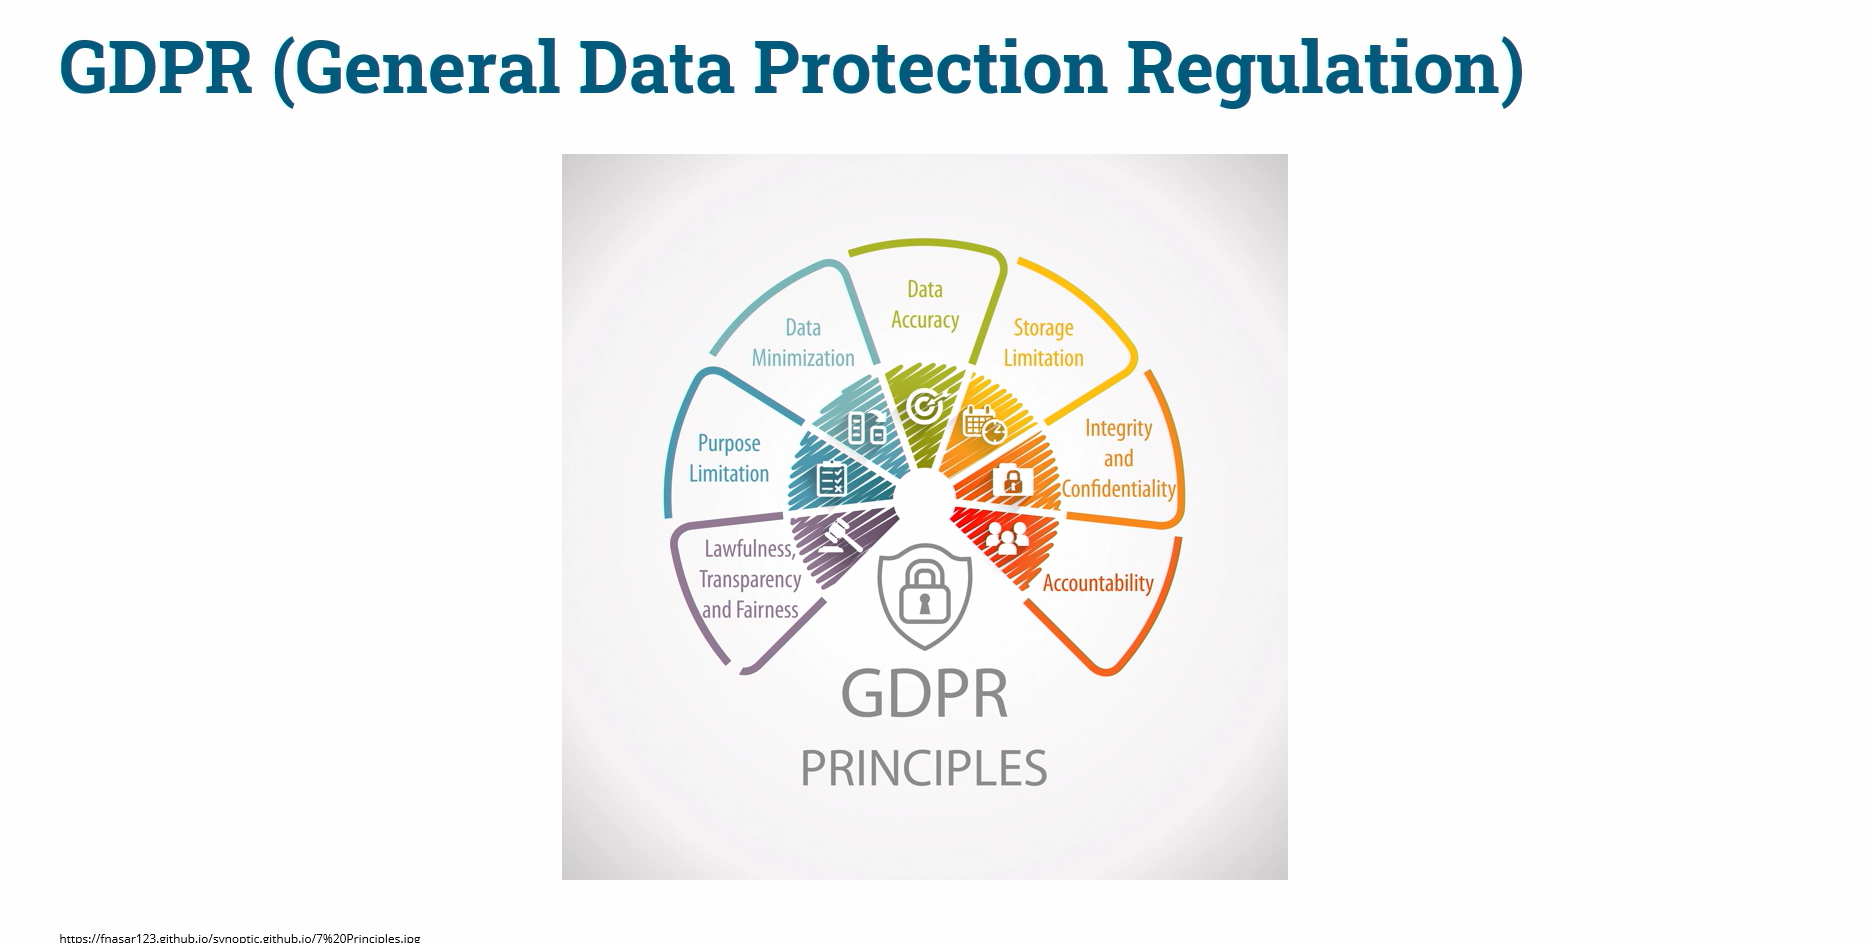 GDPR (General Data Protection Regulation)
Data
Accuracy
Data
Minimization
Storage
Limitation
Purpose
Limitation
Integrity
and
Confidentiality
Lawfulness,
Transparency
and Fairness
Accountability
GDPR
PRINCIPLES
https://fnasar123.github.io/synoptic.github.io/7%20Principles.jpg